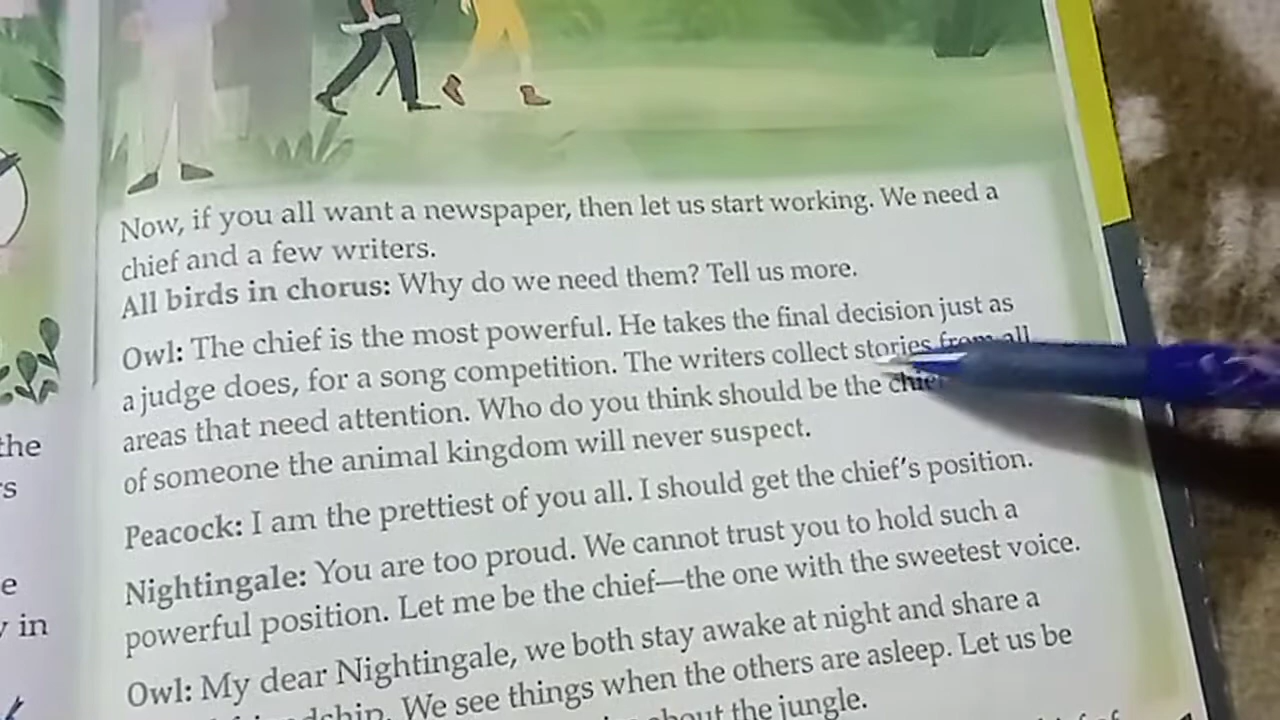 Now, if you all want a newspaper, then let us start working. We need a
chief and a few writers.
All birds in chorus: Why do we need them? Tell us more.
Owl: The chief is the most powerful. He takes the final decision just as
a judge does, for a song competition. The writers collect stories from all
areas that need attention. Who do you think should be the
of someone the animal kingdom will never suspect.
Peacock: I am the prettiest of you all. I should get the chief's position.
Nightingale: You are too proud. We cannot trust you to hold such a
powerful position. Let me be the chief—the one with the sweetest voice.
Owl: My dear Nightingale, we both stay awake at night and share a
We see things when the others are asleep. Let us be
about the jungle.
the
e
in